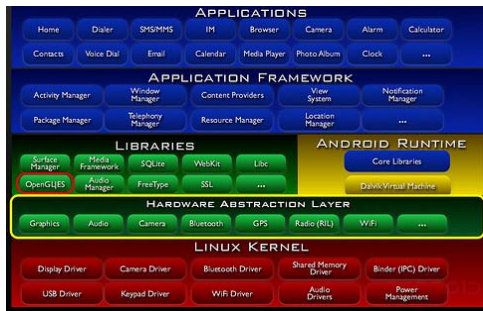 APPLICATIONS
Home Dialer SMS/MMS IM Browser Camera Alarm Calculator
Contacts Voice Dial Email Calendar Media Player Photo Album Clock ...
APPLICATION FRAMEWORK
Activity Manager Window Manager Content Providers View System Notification Manager
Package Manager Telephony Manager Resource Manager Location Manager ...
LIBRARIES
Surface Manager Media Framework SQLite WebKit Libc
OpenGL|ES Audio Manager FreeType SSL ...
ANDROID RUNTIME
Core Libraries
Dalvik Virtual Machine
HARDWARE ABSTRACTION LAYER
Graphics Audio Camera Bluetooth GPS Radio (RIL) WiFi ...
LINUX KERNEL
Display Driver Camera Driver Bluetooth Driver Shared Memory Driver Binder (IPC) Driver
USB Driver Keypad Driver WiFi Driver Audio Drivers Power Management